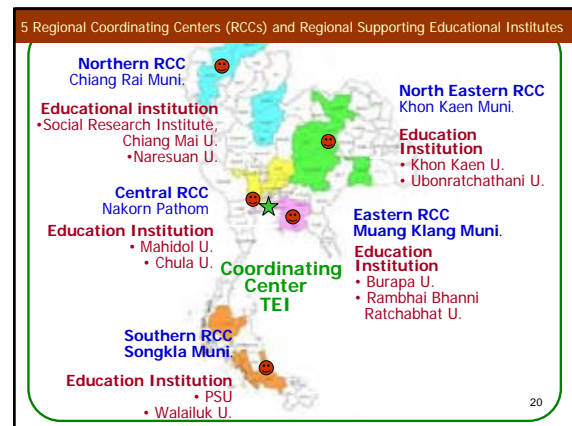 5 Regional Coordinating Centers (RCCs) and Regional Supporting Educational Institutes
Northern RCC
Chiang Rai Muni.
Educational institution
•Social Research Institute,
Chiang Mai U.
•Naresuan U.
North Eastern RCC
Khon Kaen Muni.
Education
Institution
• Khon Kaen U.
• Ubonratchathani U.
Central RCC
Nakorn Pathom
Education Institution
• Mahidol U.
• Chula U.
Eastern RCC
Muang Klang Muni.
Education
Institution
• Burapa U.
• Rambhai Bhanni
Ratchabhat U.
Coordinating
Center
TEI
Southern RCC
Songkla Muni.
Education Institution
• PSU
• Walailuk U.
20